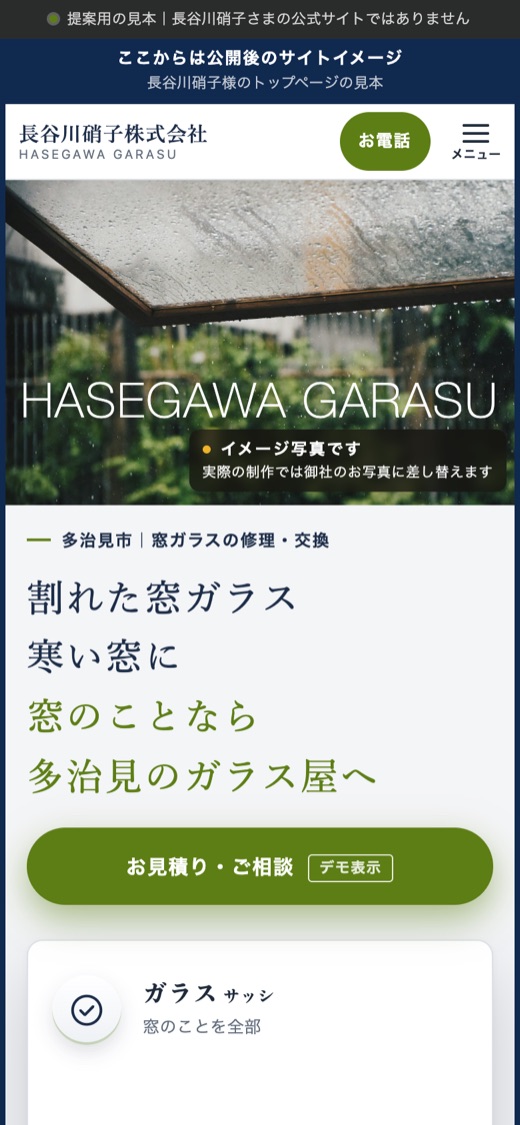 提案用の見本｜長谷川硝子さまの公式サイトではありません
ここからは公開後のサイトイメージ
長谷川硝子様のトップページの見本
長谷川硝子株式会社
HASEGAWA GARASU
お電話
メニュー
HASEGAWA GARASU
イメージ写真です
実際の制作では御社のお写真に差し替えます
多治見市｜窓ガラスの修理・交換
割れた窓ガラス
寒い窓に
窓のことなら
多治見のガラス屋へ
お見積り・ご相談 デモ表示
ガラス サッシ
窓のことを全部